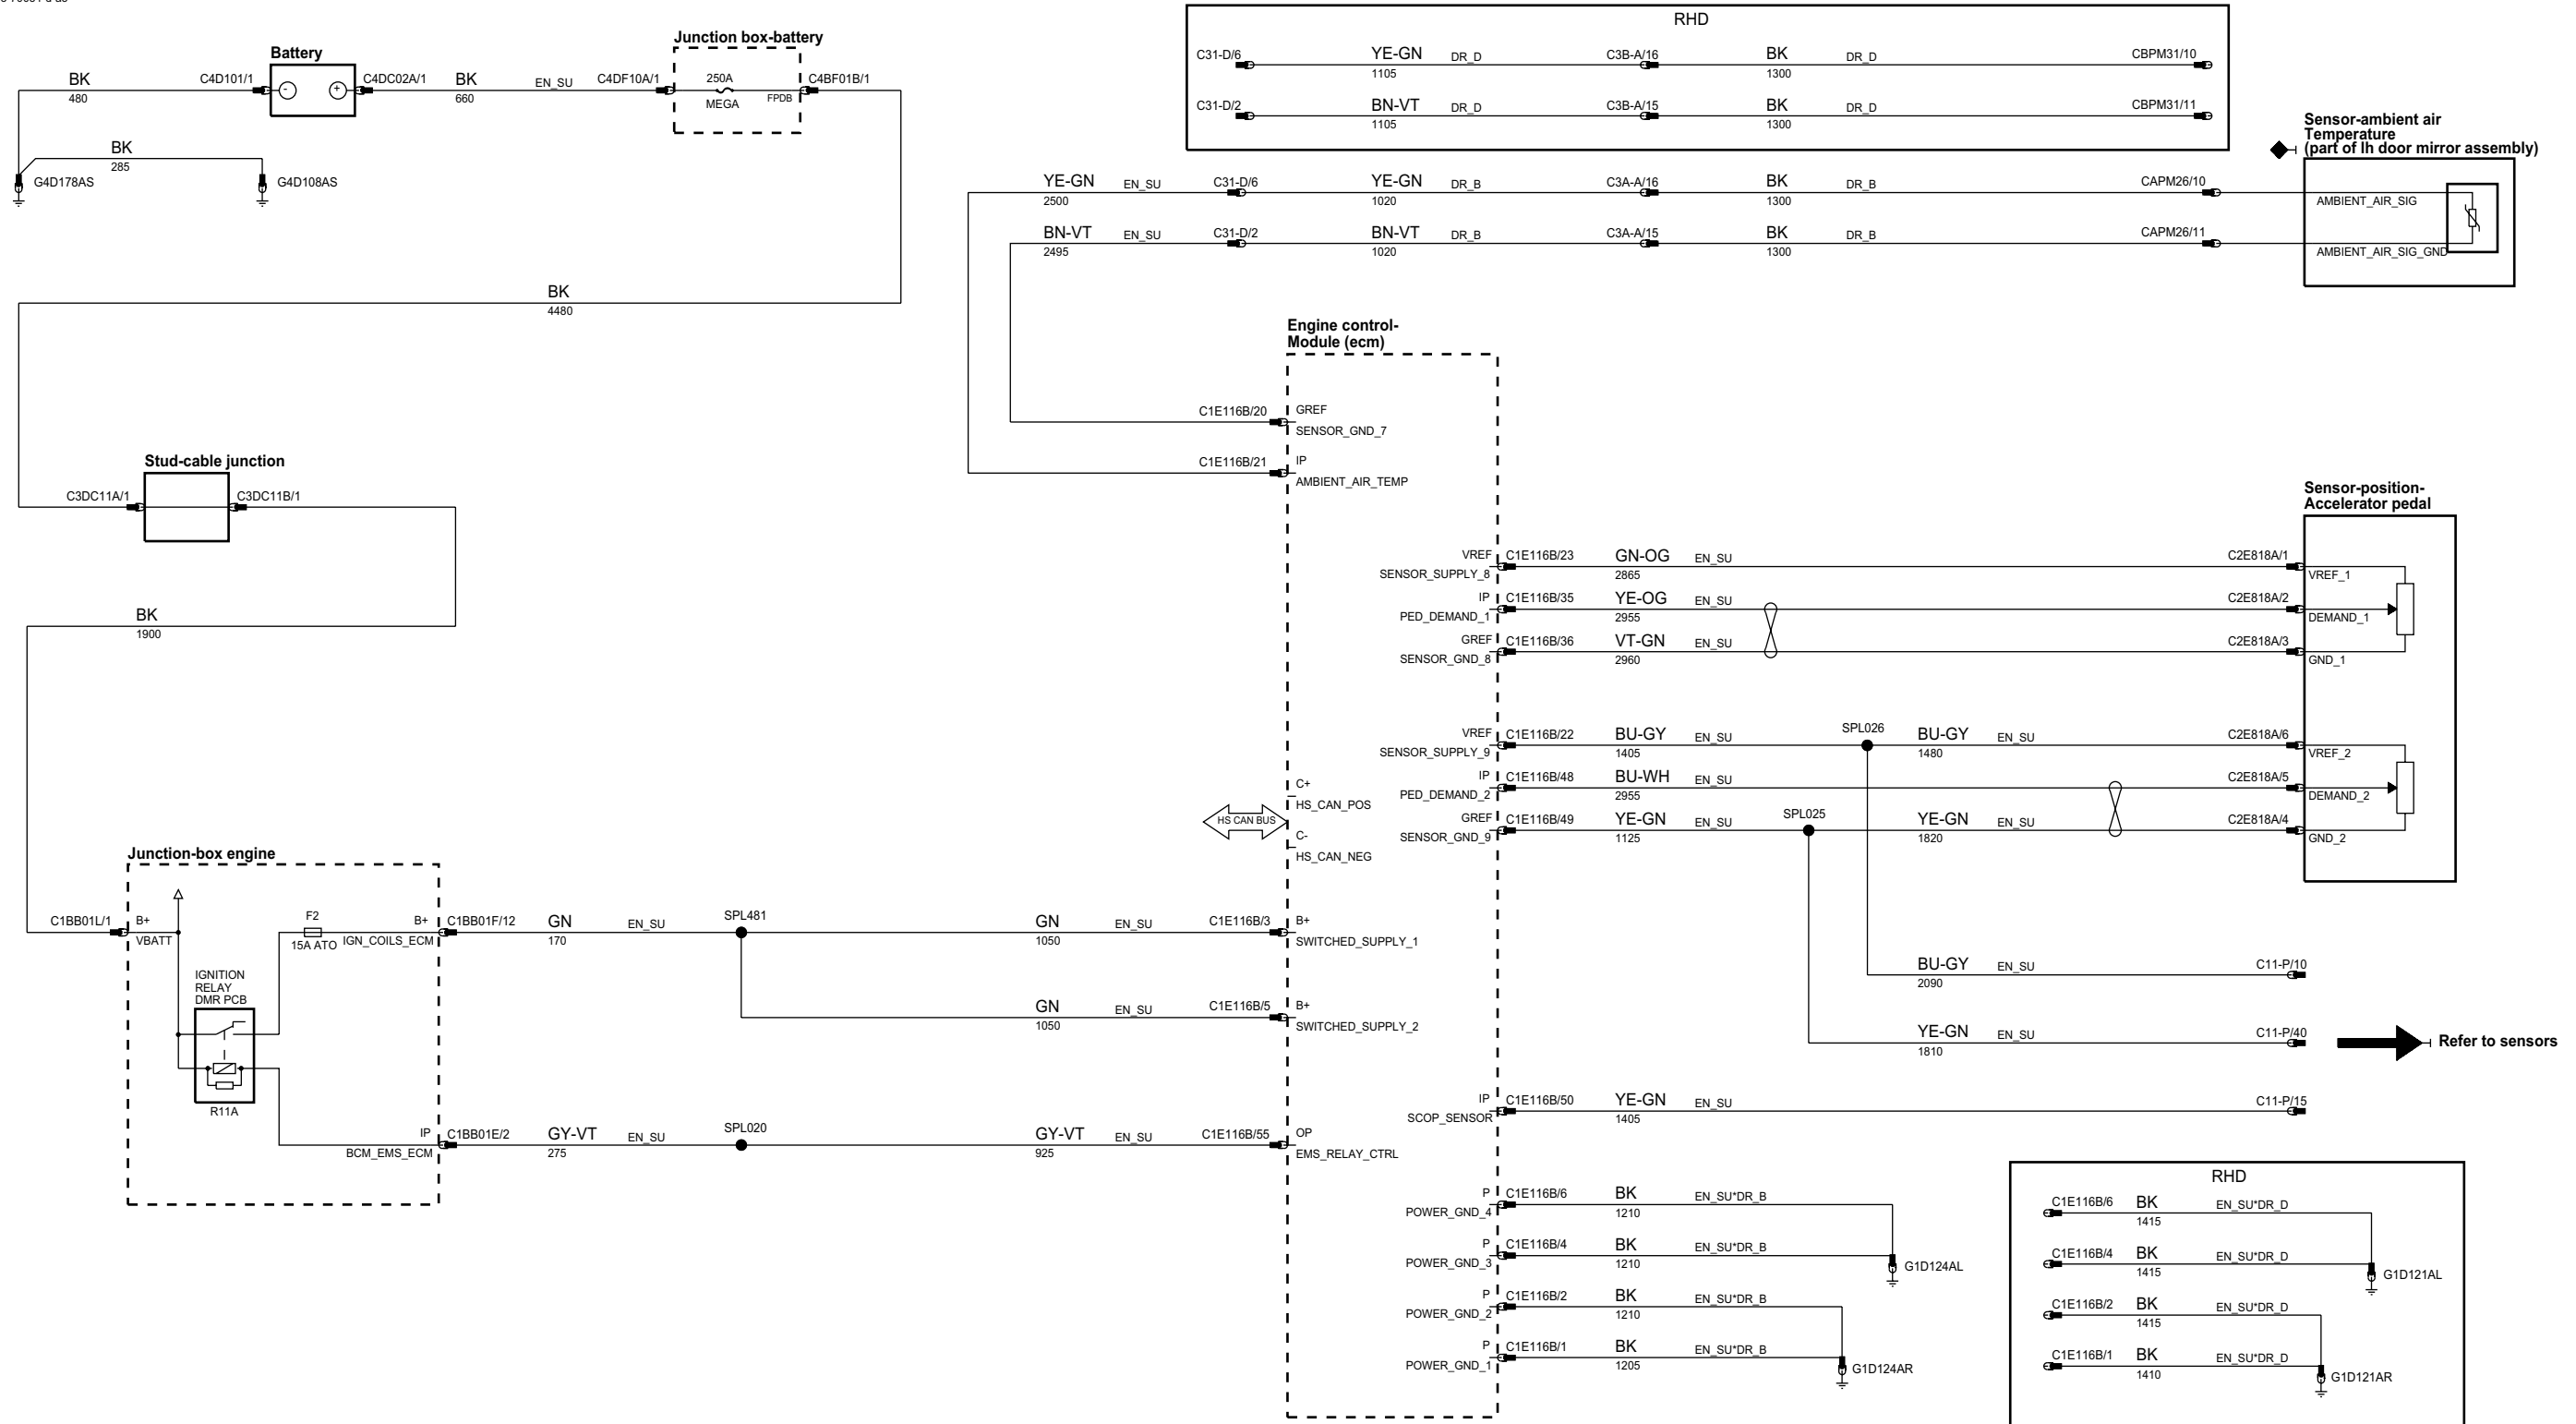 RHD
C31-D/6 YE-GN DR_D C3B-A/16 BK DR_D CBPM31/10
1105 1300
C31-D/2 BN-VT DR_D C3B-A/15 BK DR_D CBPM31/11
1105 1300
Battery
BK C4D101/1 - + C4DC02A/1 BK EN_SU C4DF10A/1
480 660
Junction box-battery
250A
MEGA
FPDB
C4BF01B/1
BK
285
G4D178AS G4D108AS
BK
4480
Sensor-ambient air
Temperature
(part of lh door mirror assembly)
YE-GN EN_SU C31-D/6 YE-GN DR_B C3A-A/16 BK DR_B CAPM26/10
2500 1020 1300
AMBIENT_AIR_SIG
BN-VT EN_SU C31-D/2 BN-VT DR_B C3A-A/15 BK DR_B CAPM26/11
2495 1020 1300
AMBIENT_AIR_SIG_GND
Engine control-
Module (ecm)
C1E116B/20 GREF
SENSOR_GND_7
C1E116B/21 IP
AMBIENT_AIR_TEMP
Stud-cable junction
C3DC11A/1 C3DC11B/1
BK
1900
Sensor-position-
Accelerator pedal
VREF C1E116B/23 GN-OG EN_SU C2E818A/1
SENSOR_SUPPLY_8 2865 VREF_1
IP C1E116B/35 YE-OG EN_SU C2E818A/2
PED_DEMAND_1 2955 DEMAND_1
GREF C1E116B/36 VT-GN EN_SU C2E818A/3
SENSOR_GND_8 2960 GND_1
VREF C1E116B/22 BU-GY EN_SU SPL026 BU-GY EN_SU C2E818A/6
SENSOR_SUPPLY_9 1405 1480 VREF_2
IP C1E116B/48 BU-WH EN_SU C2E818A/5
PED_DEMAND_2 2955 DEMAND_2
GREF C1E116B/49 YE-GN EN_SU SPL025 YE-GN EN_SU C2E818A/4
SENSOR_GND_9 1125 1820 GND_2
C+
HS_CAN_POS
HS CAN BUS
C-
HS_CAN_NEG
Junction-box engine
C1BB01L/1 B+
VBATT
F2
15A ATO
B+
IGN_COILS_ECM
C1BB01F/12 GN EN_SU SPL481 GN EN_SU C1E116B/3 B+
170 1050 SWITCHED_SUPPLY_1
IGNITION
RELAY
DMR PCB
R11A
GN EN_SU C1E116B/5 B+
1050 SWITCHED_SUPPLY_2
IP
BCM_EMS_ECM
C1BB01E/2 GY-VT EN_SU SPL020 GY-VT EN_SU C1E116B/55 OP
275 925 EMS_RELAY_CTRL
BU-GY EN_SU C11-P/10
2090
YE-GN EN_SU C11-P/40
1810
Refer to sensors
IP C1E116B/50 YE-GN EN_SU C11-P/15
SCOP_SENSOR 1405
P C1E116B/6 BK EN_SU*DR_B
POWER_GND_4 1210
P C1E116B/4 BK EN_SU*DR_B
POWER_GND_3 1210
G1D124AL
P C1E116B/2 BK EN_SU*DR_B
POWER_GND_2 1210
P C1E116B/1 BK EN_SU*DR_B
POWER_GND_1 1205
G1D124AR
RHD
C1E116B/6 BK EN_SU*DR_D
1415
C1E116B/4 BK EN_SU*DR_D
1415
G1D121AL
C1E116B/2 BK EN_SU*DR_D
1415
C1E116B/1 BK EN_SU*DR_D
1410
G1D121AR